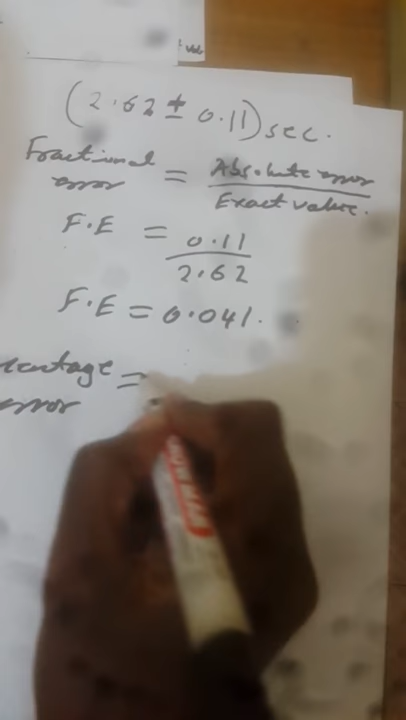 (2.62 ± 0.11) sec.
Fractional error = Absolute error / Exact value.
F.E = 0.11 / 2.62
F.E = 0.041.
centage error =